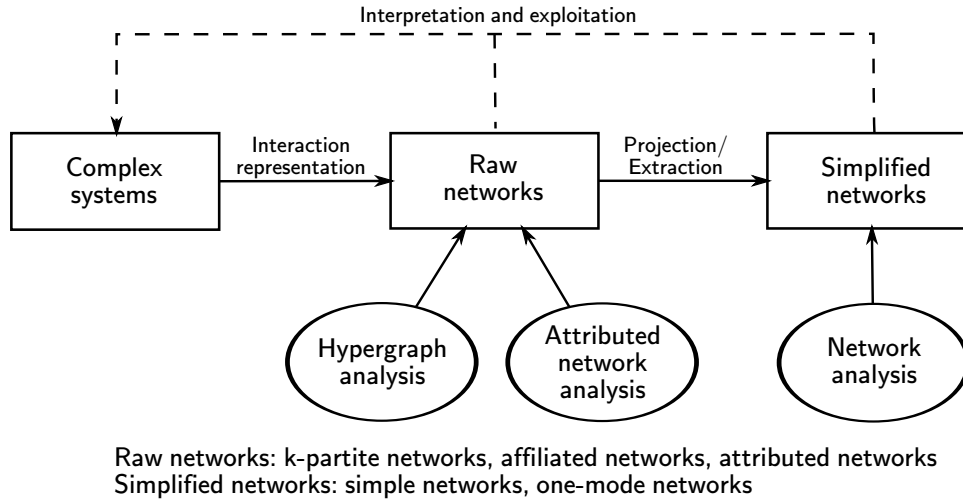 Interpretation and exploitation
Complex
systems
Interaction
representation
Raw
networks
Projection/
Extraction
Simplified
networks
Hypergraph
analysis
Attributed
network
analysis
Network
analysis
Raw networks: k-partite networks, affiliated networks, attributed networks
Simplified networks: simple networks, one-mode networks